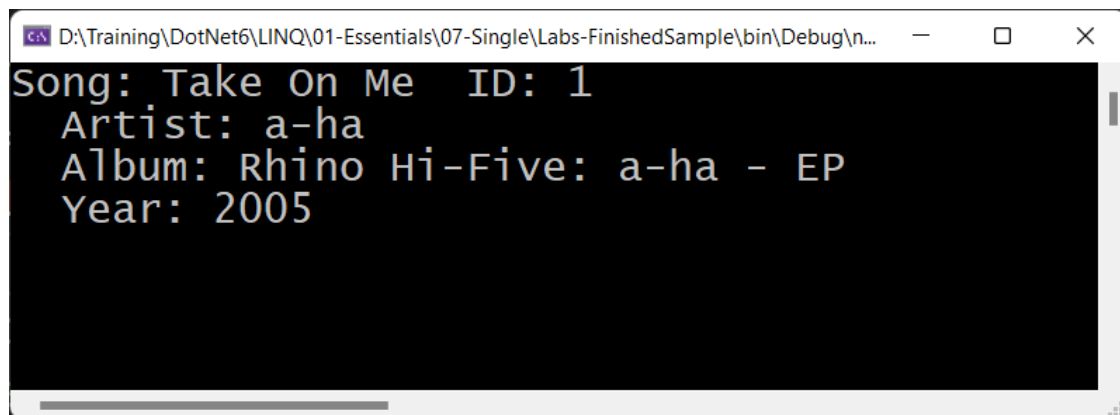 D:\Training\DotNet6\LINQ\01-Essentials\07-Single\Labs-FinishedSample\bin\Debug\n...
Song: Take On Me  ID: 1
  Artist: a-ha
  Album: Rhino Hi-Five: a-ha - EP
  Year: 2005